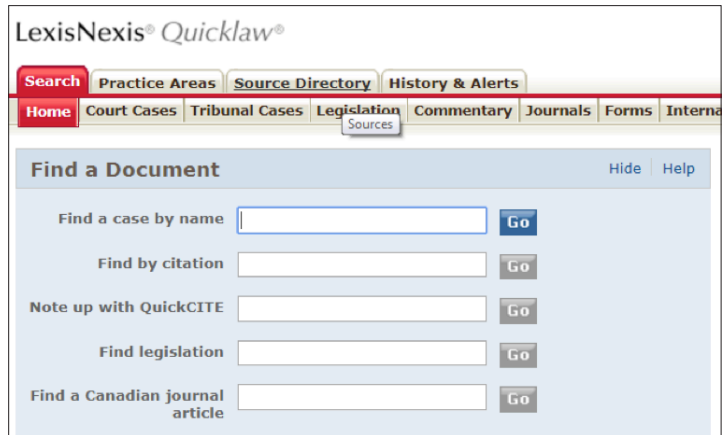 LexisNexis® Quicklaw®
Search Practice Areas Source Directory History & Alerts
Home Court Cases Tribunal Cases Legislation Commentary Journals Forms Interna
Sources
Find a Document Hide Help
Find a case by name Go
Find by citation Go
Note up with QuickCITE Go
Find legislation Go
Find a Canadian journal
article Go